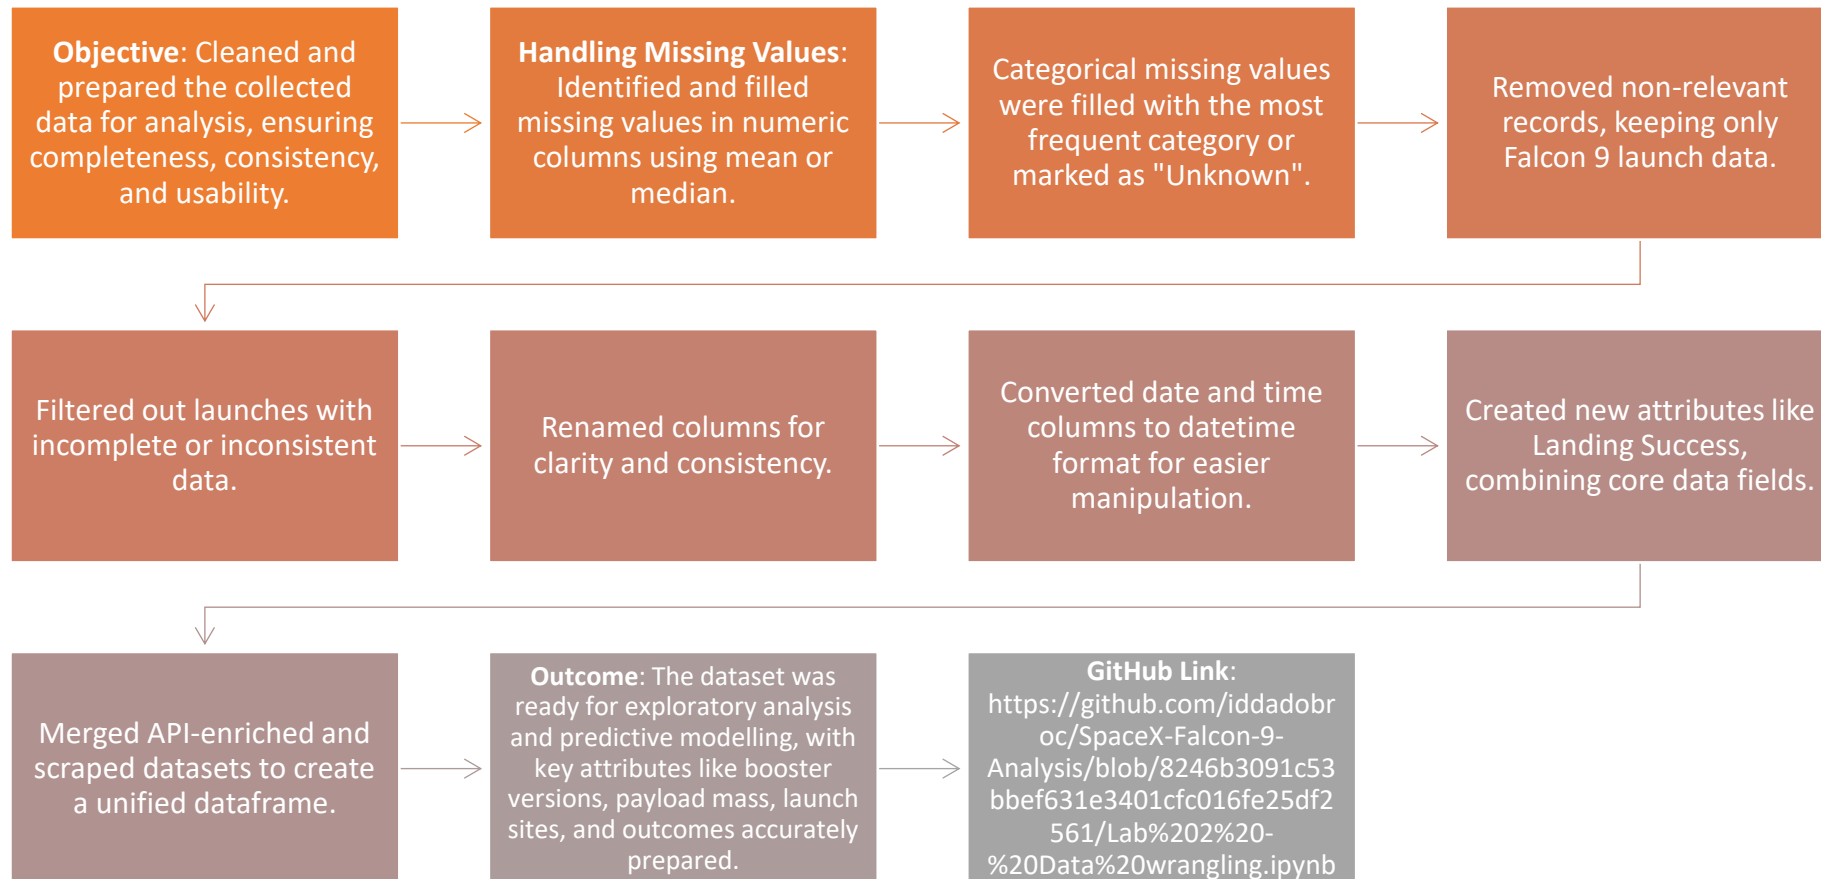 Objective: Cleaned and
prepared the collected
data for analysis, ensuring
completeness, consistency,
and usability.
Handling Missing Values:
Identified and filled
missing values in numeric
columns using mean or
median.
Categorical missing values
were filled with the most
frequent category or
marked as "Unknown".
Removed non-relevant
records, keeping only
Falcon 9 launch data.
Filtered out launches with
incomplete or inconsistent
data.
Renamed columns for
clarity and consistency.
Converted date and time
columns to datetime
format for easier
manipulation.
Created new attributes like
Landing Success,
combining core data fields.
Merged API-enriched and
scraped datasets to create
a unified dataframe.
Outcome: The dataset was
ready for exploratory analysis
and predictive modelling, with
key attributes like booster
versions, payload mass, launch
sites, and outcomes accurately
prepared.
GitHub Link:
https://github.com/iddadobr
oc/SpaceX-Falcon-9-
Analysis/blob/8246b3091c53
bbef631e3401cfc016fe25df2
561/Lab%202%20-
%20Data%20wrangling.ipynb